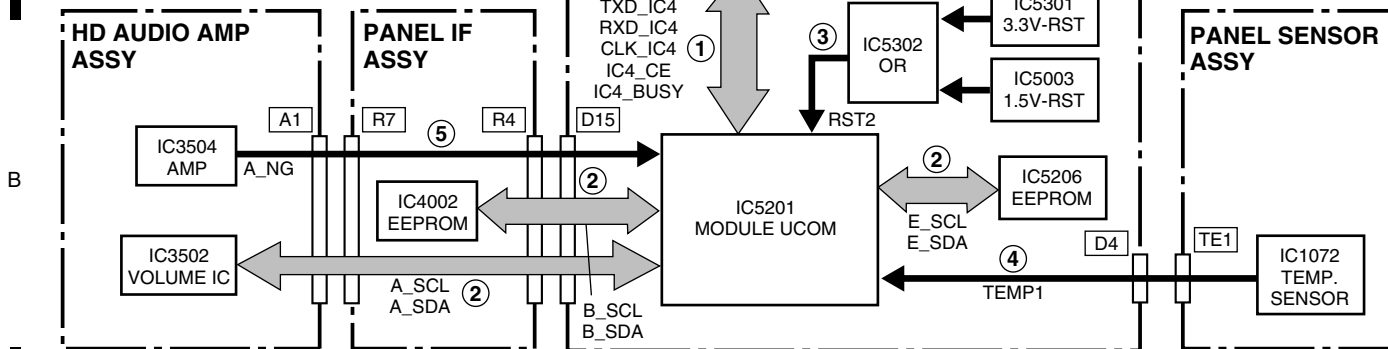 HD AUDIO AMP
ASSY
PANEL IF
ASSY
TXD_IC4
RXD_IC4
CLK_IC4
IC4_CE
IC4_BUSY
1
3
IC5302
OR
IC5301
3.3V-RST
IC5003
1.5V-RST
PANEL SENSOR
ASSY
A1
R7
R4
D15
RST2
5
IC3504
AMP
A_NG
B
2
IC4002
EEPROM
IC5201
MODULE UCOM
2
IC5206
EEPROM
E_SCL
E_SDA
D4
TE1
IC3502
VOLUME IC
A_SCL
A_SDA
2
B_SCL
B_SDA
4
TEMP1
IC1072
TEMP.
SENSOR